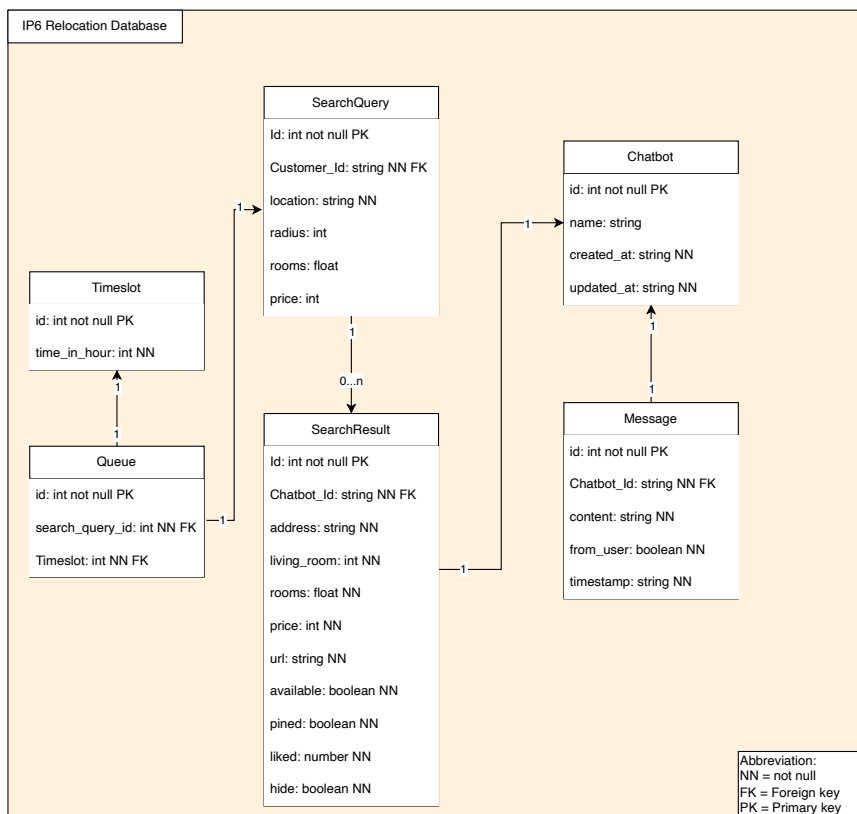 IP6 Relocation Database
SearchQuery
Id: int not null PK
Customer_Id: string NN FK
location: string NN
radius: int
rooms: float
price: int
1
1
0...n
Timeslot
id: int not null PK
time_in_hour: int NN
1
1
Queue
id: int not null PK
search_query_id: int NN FK
Timeslot: int NN FK
1
SearchResult
Id: int not null PK
Chatbot_Id: string NN FK
address: string NN
living_room: int NN
rooms: float NN
price: int NN
url: string NN
available: boolean NN
pined: boolean NN
liked: number NN
hide: boolean NN
1
1
Chatbot
id: int not null PK
name: string
created_at: string NN
updated_at: string NN
1
1
Message
id: int not null PK
Chatbot_Id: string NN FK
content: string NN
from_user: boolean NN
timestamp: string NN
Abbreviation:
NN = not null
FK = Foreign key
PK = Primary key